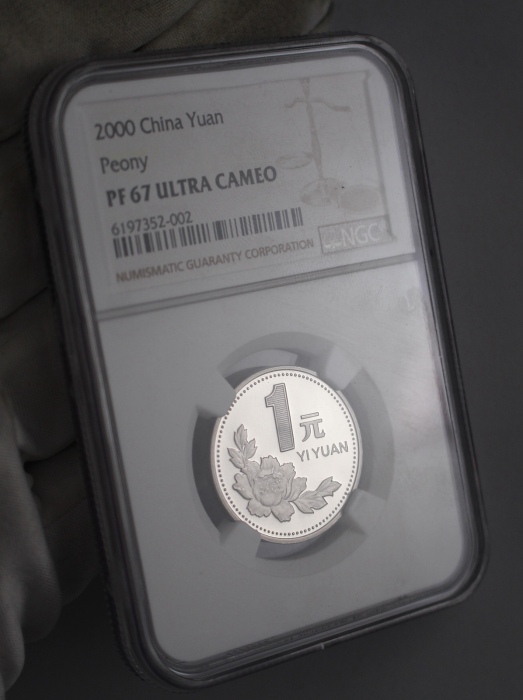 2000 China Yuan
Peony
PF 67 ULTRA CAMEO
6197352-002
NUMISMATIC GUARANTY CORPORATION
NGC
1元
YI YUAN